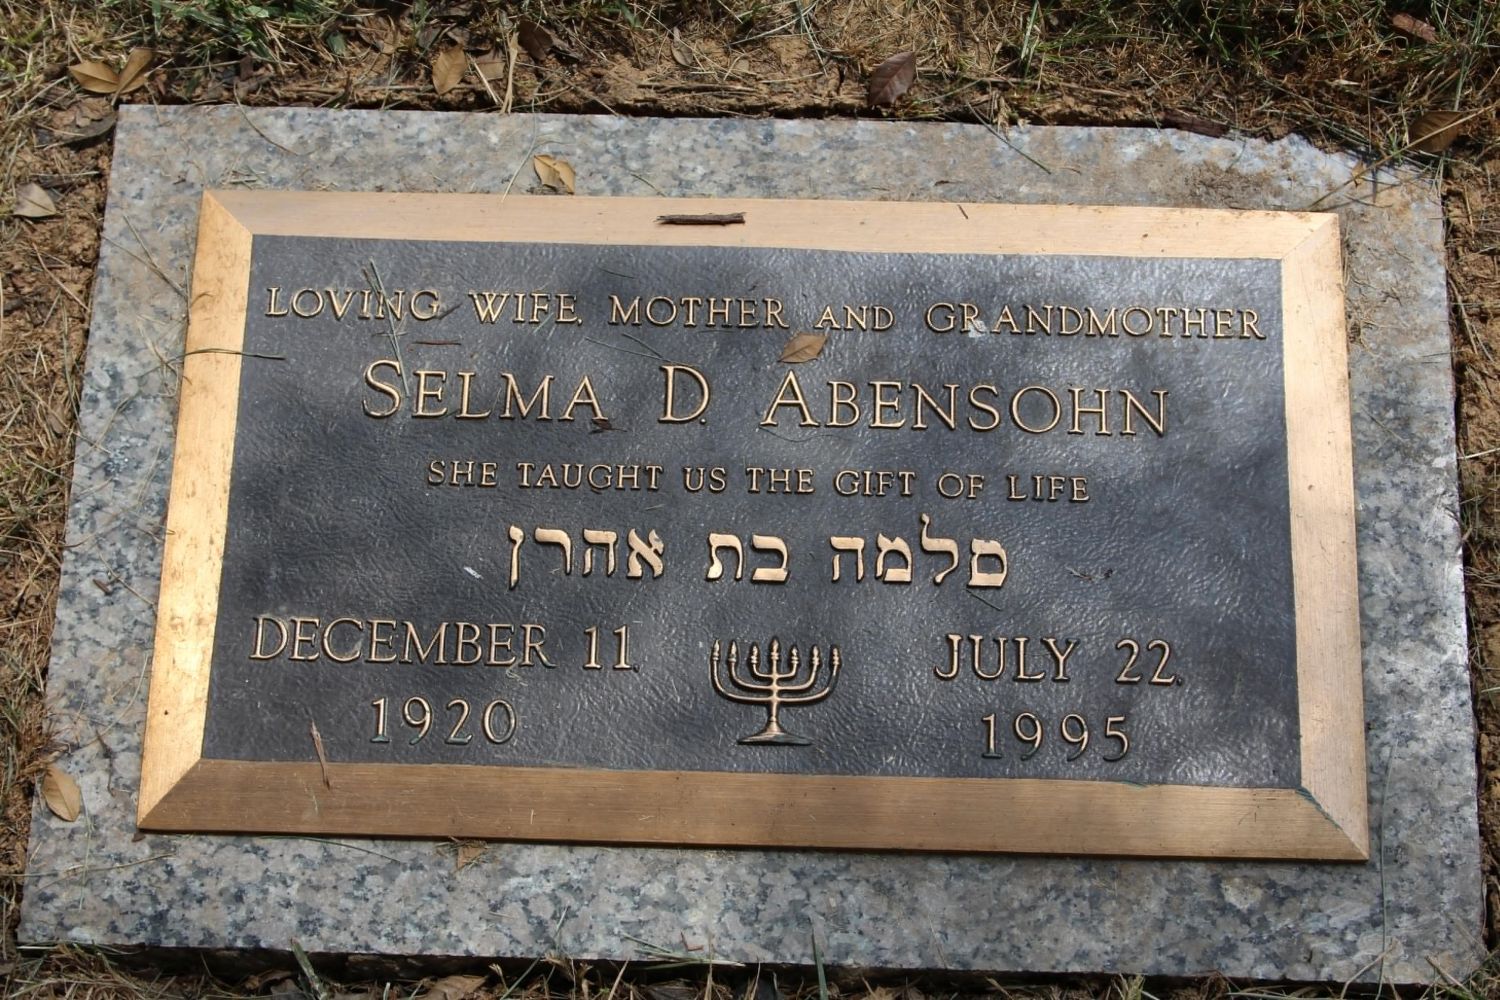 LOVING WIFE, MOTHER AND GRANDMOTHER
SELMA D. ABENSOHN
SHE TAUGHT US THE GIFT OF LIFE
סלמה בת אהרן
DECEMBER 11, 1920
JULY 22, 1995